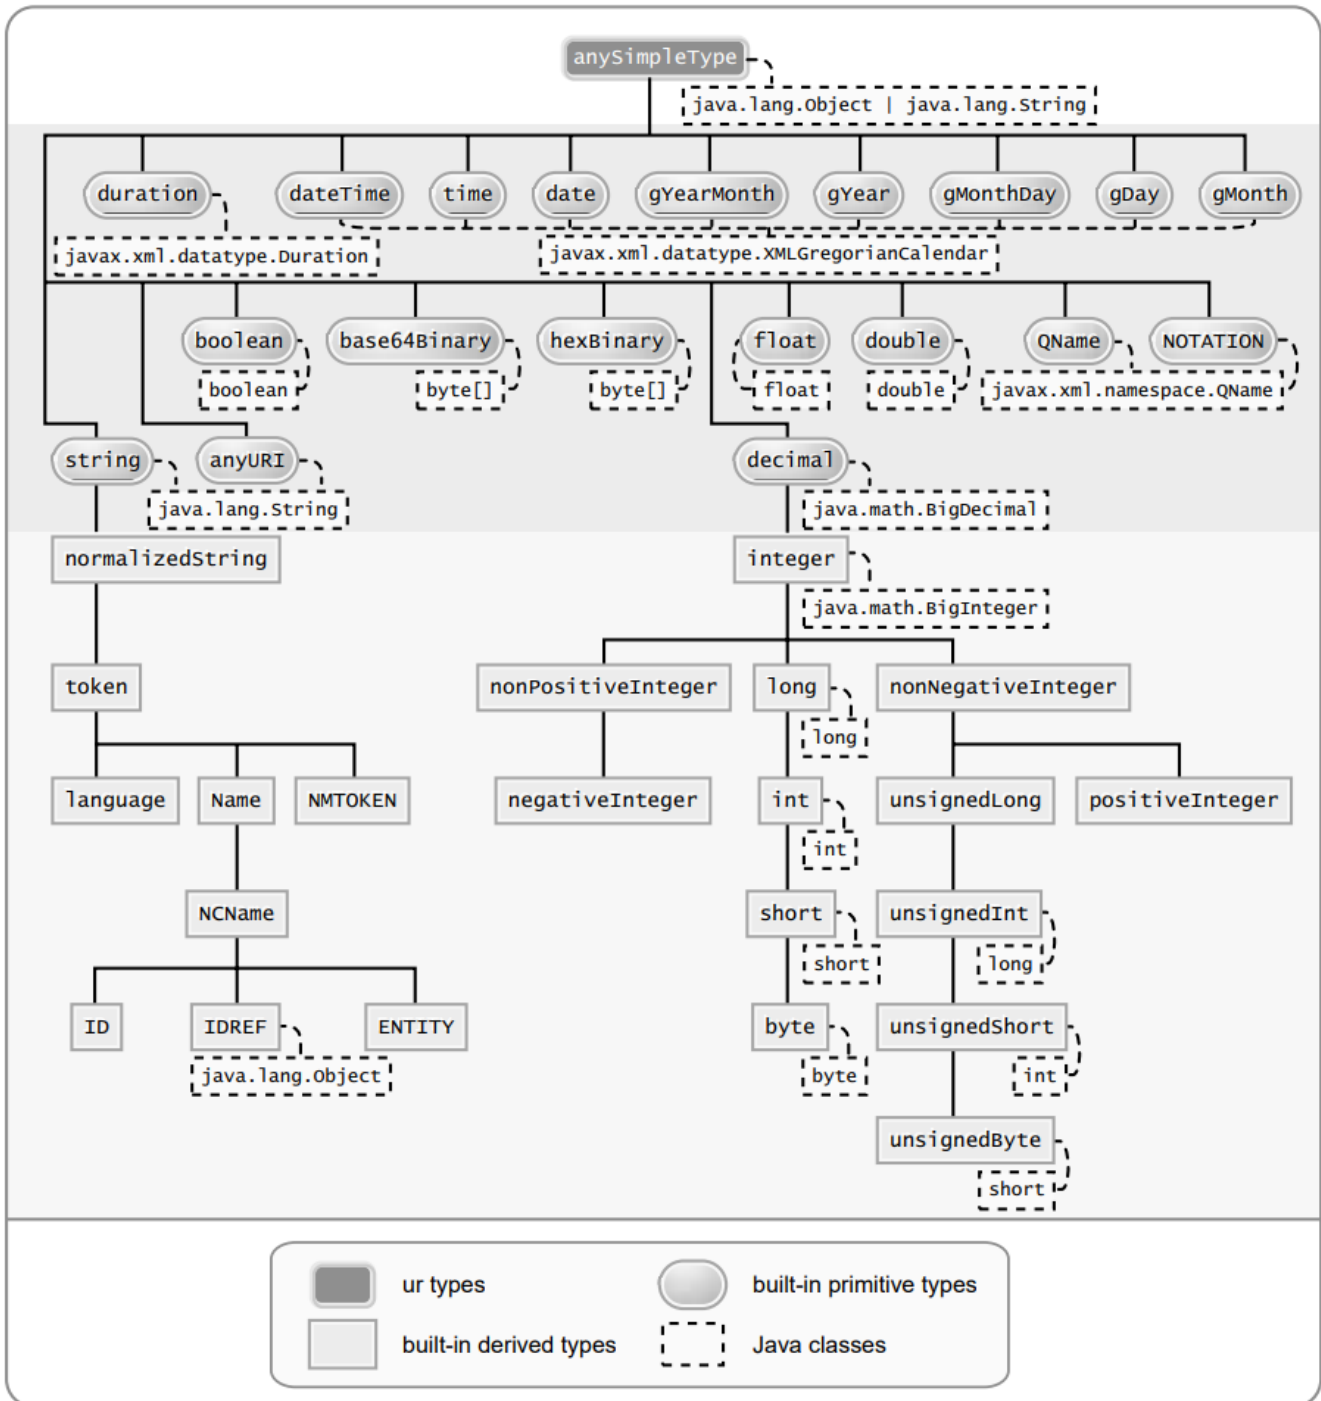 anySimpleType
java.lang.Object | java.lang.String
duration dateTime time date gYearMonth gYear gMonthDay gDay gMonth
javax.xml.datatype.Duration javax.xml.datatype.XMLGregorianCalendar
boolean base64Binary hexBinary float double QName NOTATION
boolean byte[] byte[] float double javax.xml.namespace.QName
string anyURI decimal
java.lang.String java.math.BigDecimal
normalizedString integer
java.math.BigInteger
token nonPositiveInteger long nonNegativeInteger
long
language Name NMTOKEN negativeInteger int unsignedLong positiveInteger
int
NCName short unsignedInt
short long
ID IDREF ENTITY byte unsignedShort
java.lang.Object byte int
unsignedByte
short
ur types built-in primitive types
built-in derived types Java classes